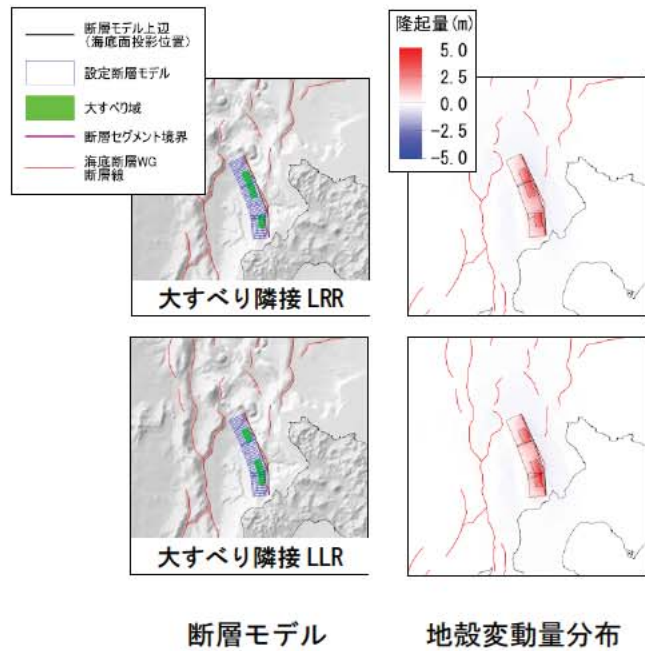 断層モデル上辺
(海底面投影位置)
設定断層モデル
大すべり域
断層セグメント境界
海底断層WG
断層線
隆起量(m)
5.0
2.5
0.0
-2.5
-5.0
大すべり隣接 LRR
大すべり隣接 LLR
断層モデル
地殻変動量分布